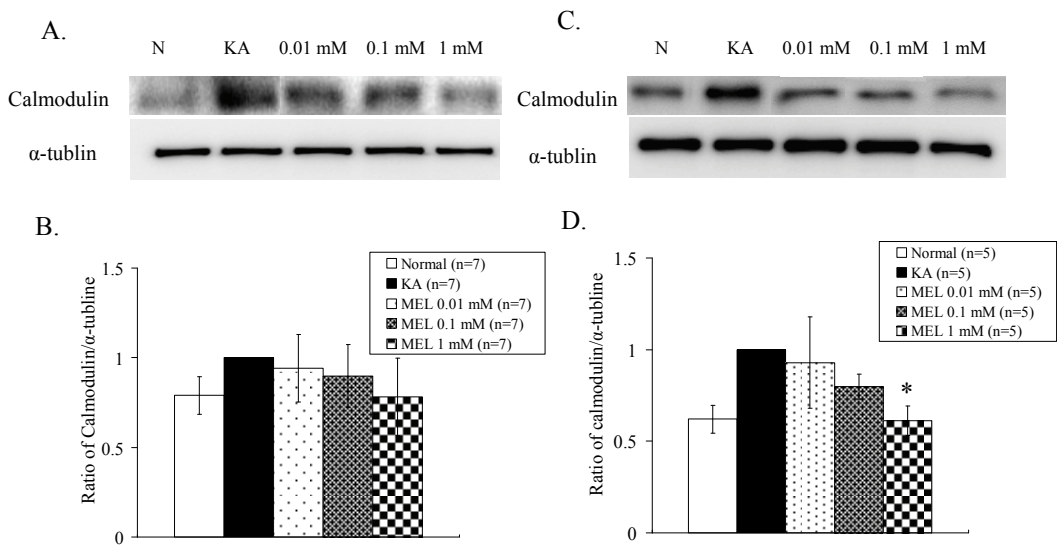 A.
N KA 0.01 mM 0.1 mM 1 mM
Calmodulin
α-tublin
C.
N KA 0.01 mM 0.1 mM 1 mM
Calmodulin
α-tublin
B.
Ratio of Calmodulin/α-tubline
1.5
1
0.5
0
Normal (n=7)
KA (n=7)
MEL 0.01 mM (n=7)
MEL 0.1 mM (n=7)
MEL 1 mM (n=7)
D.
Ratio of calmodulin/α-tubline
1.5
1
0.5
0
Normal (n=5)
KA (n=5)
MEL 0.01 mM (n=5)
MEL 0.1 mM (n=5)
MEL 1 mM (n=5)
*